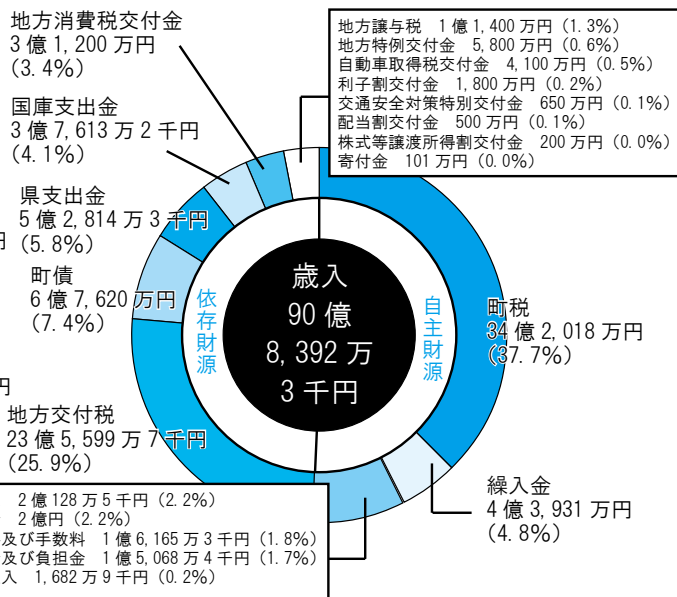 地方消費税交付金
3億1,200万円
(3.4%)
国庫支出金
3億7,613万2千円
(4.1%)
県支出金
5億2,814万3千円
(5.8%)
円
町債
6億7,620万円
(7.4%)
円
地方交付税
23億5,599万7千円
(25.9%)
地方譲与税 1億1,400万円(1.3%)
地方特例交付金 5,800万円(0.6%)
自動車取得税交付金 4,100万円(0.5%)
利子割交付金 1,800万円(0.2%)
交通安全対策特別交付金 650万円(0.1%)
配当割交付金 500万円(0.1%)
株式等譲渡所得割交付金 200万円(0.0%)
寄付金 101万円(0.0%)
歳入
90億
8,392万
3千円
依存財源
自主財源
町税
34億2,018万円
(37.7%)
繰入金
4億3,931万円
(4.8%)
2億128万5千円(2.2%)
2億円(2.2%)
及び手数料 1億6,165万3千円(1.8%)
及び負担金 1億5,068万4千円(1.7%)
入 1,682万9千円(0.2%)